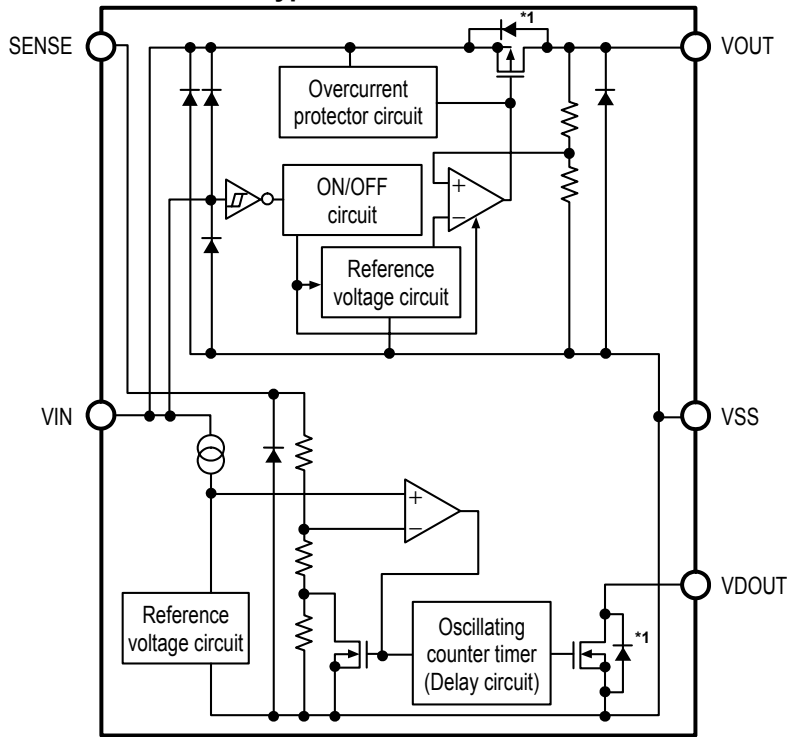 *1
SENSE
VOUT
Overcurrent
protector circuit
ON/OFF
circuit
+
−
Reference
voltage circuit
VIN
VSS
+
−
VDOUT
Reference
voltage circuit
Oscillating
counter timer
(Delay circuit)
*1